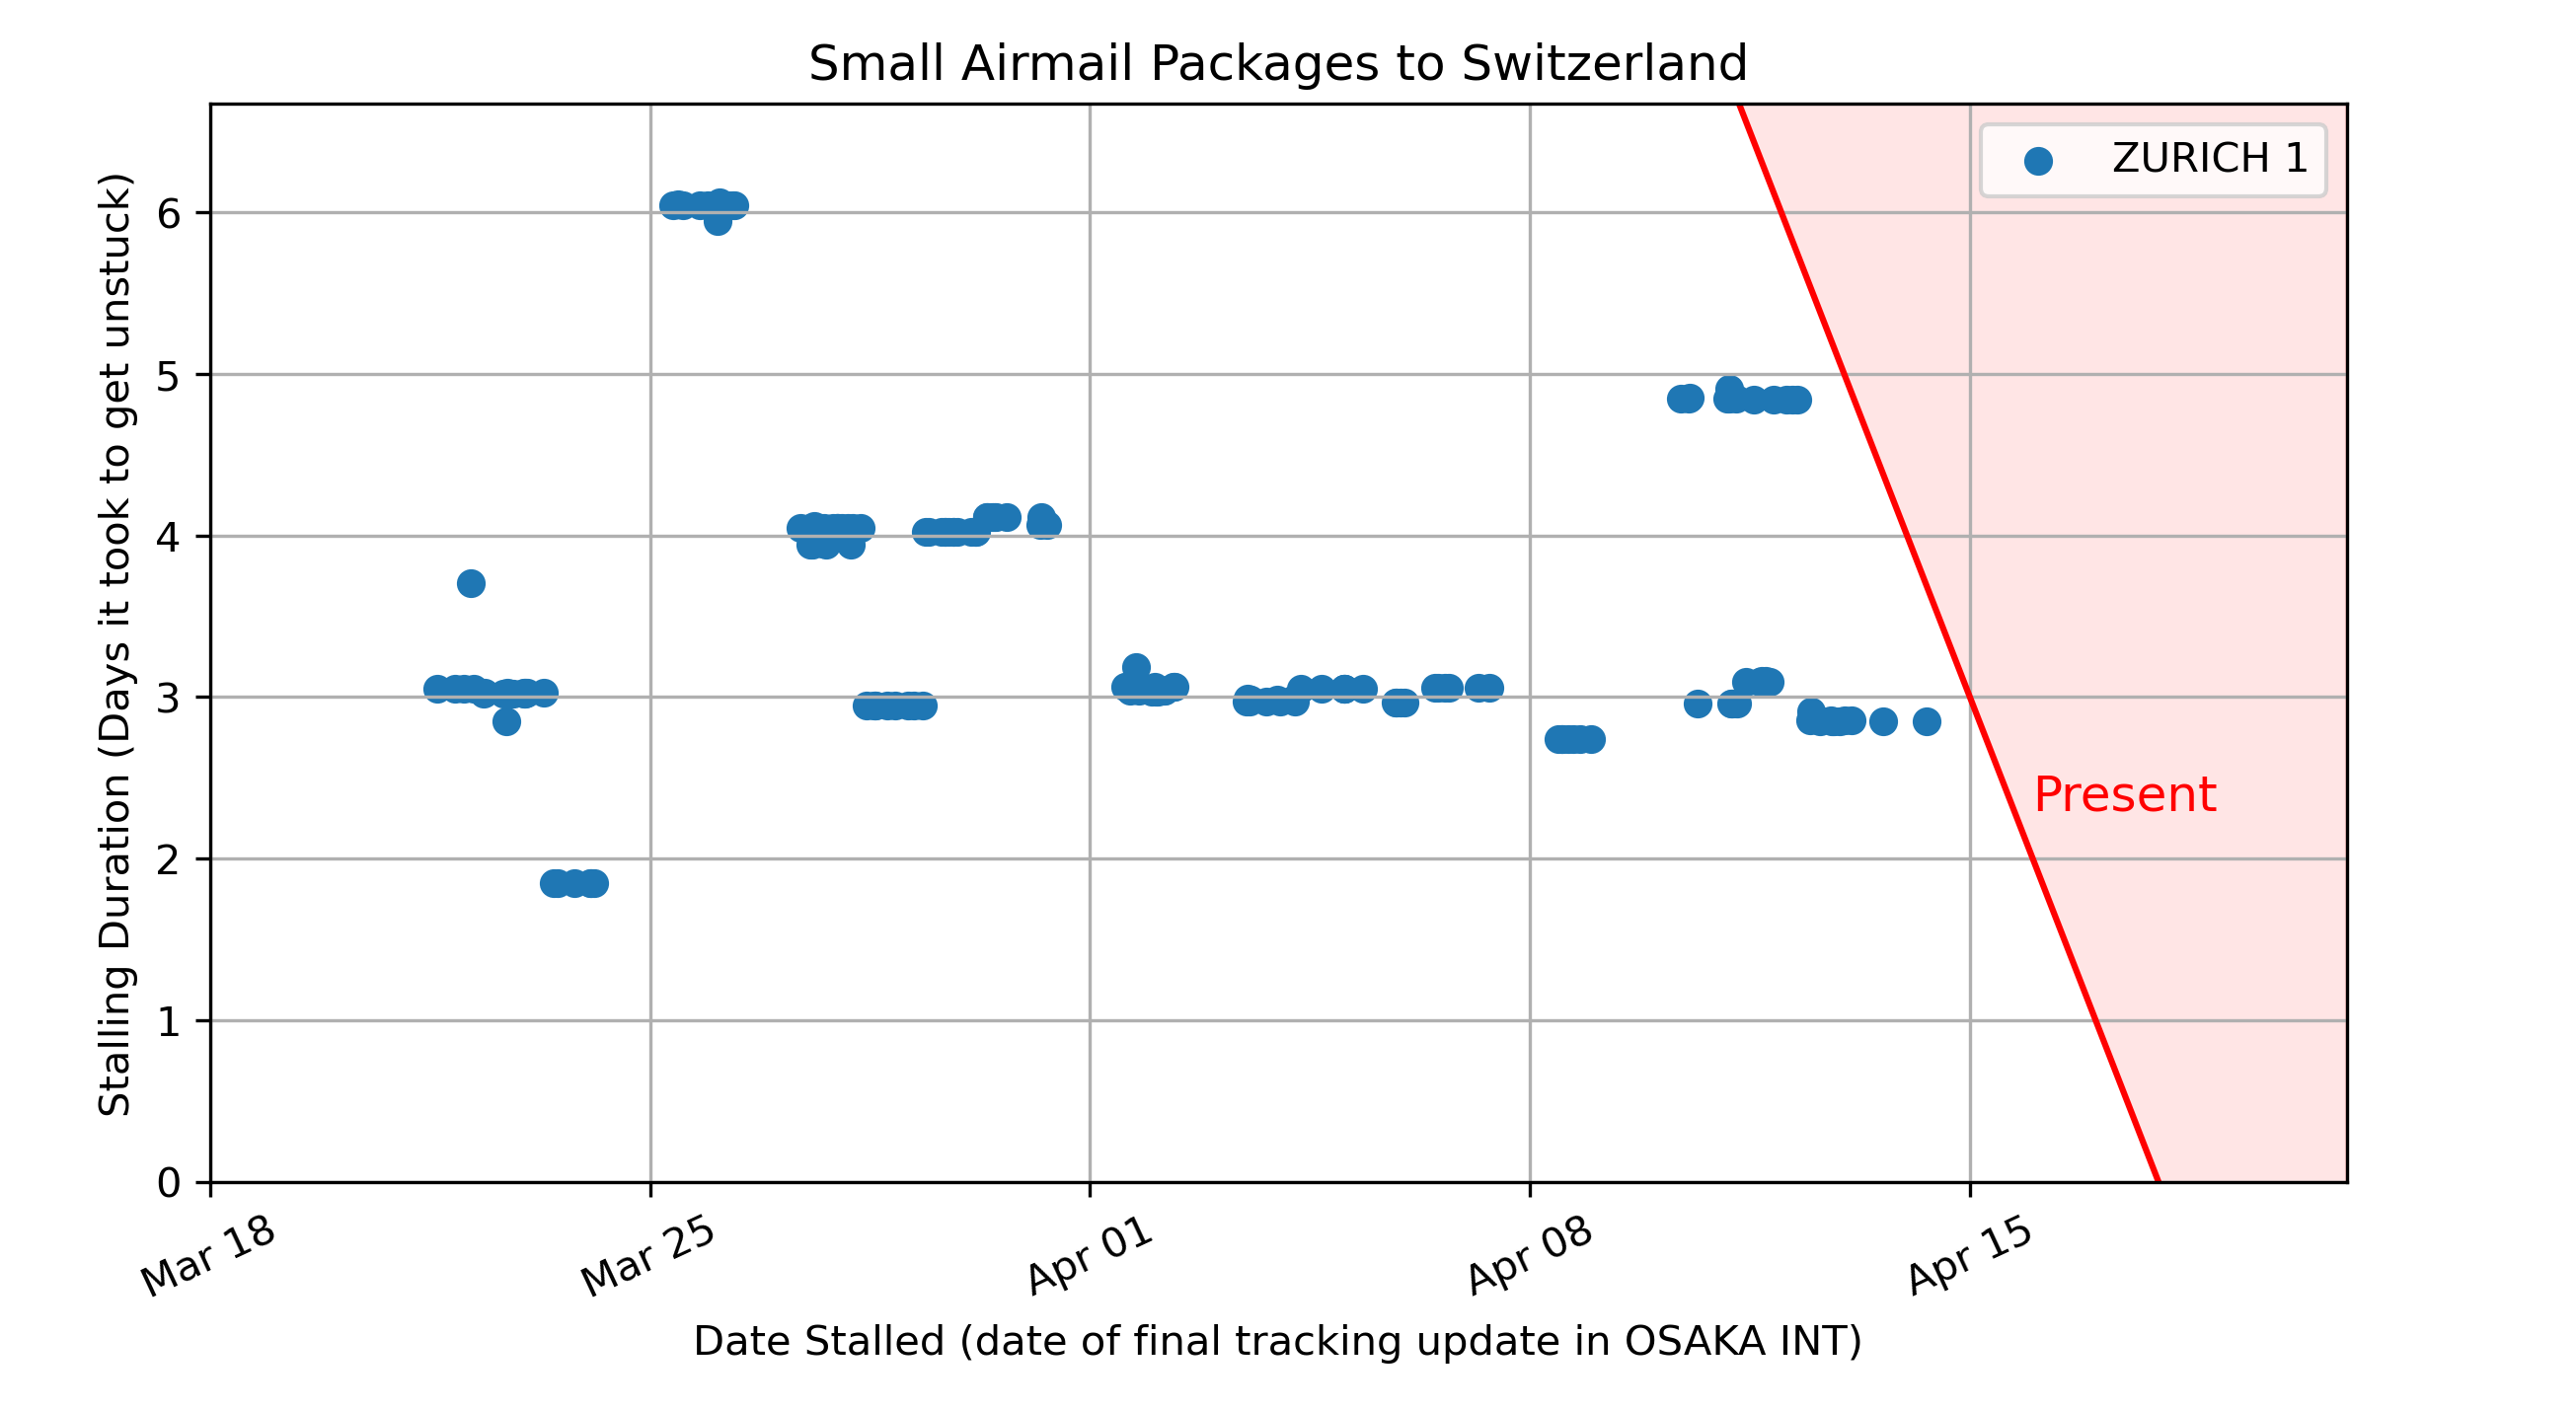 Small Airmail Packages to Switzerland
ZURICH 1
Stalling Duration (Days it took to get unstuck)
6
5
4
3
2
1
0
Present
Mar 18
Mar 25
Apr 01
Apr 08
Apr 15
Date Stalled (date of final tracking update in OSAKA INT)